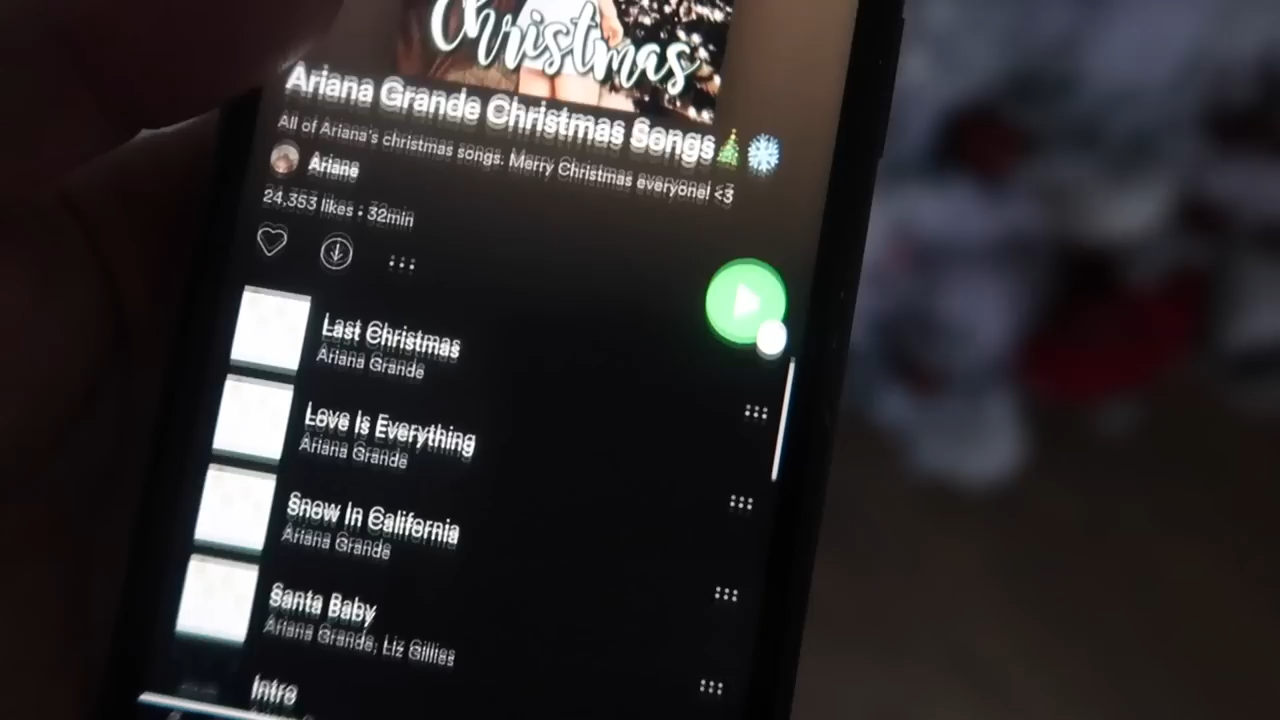 Christmas
Ariana Grande Christmas Songs🎄❄️
All of Ariana's christmas songs. Merry Christmas everyone! <3
Ariane
24,353 likes • 32min
Last Christmas
Ariana Grande
Love Is Everything
Ariana Grande
Snow In California
Ariana Grande
Santa Baby
Ariana Grande, Liz Gillies
Intro